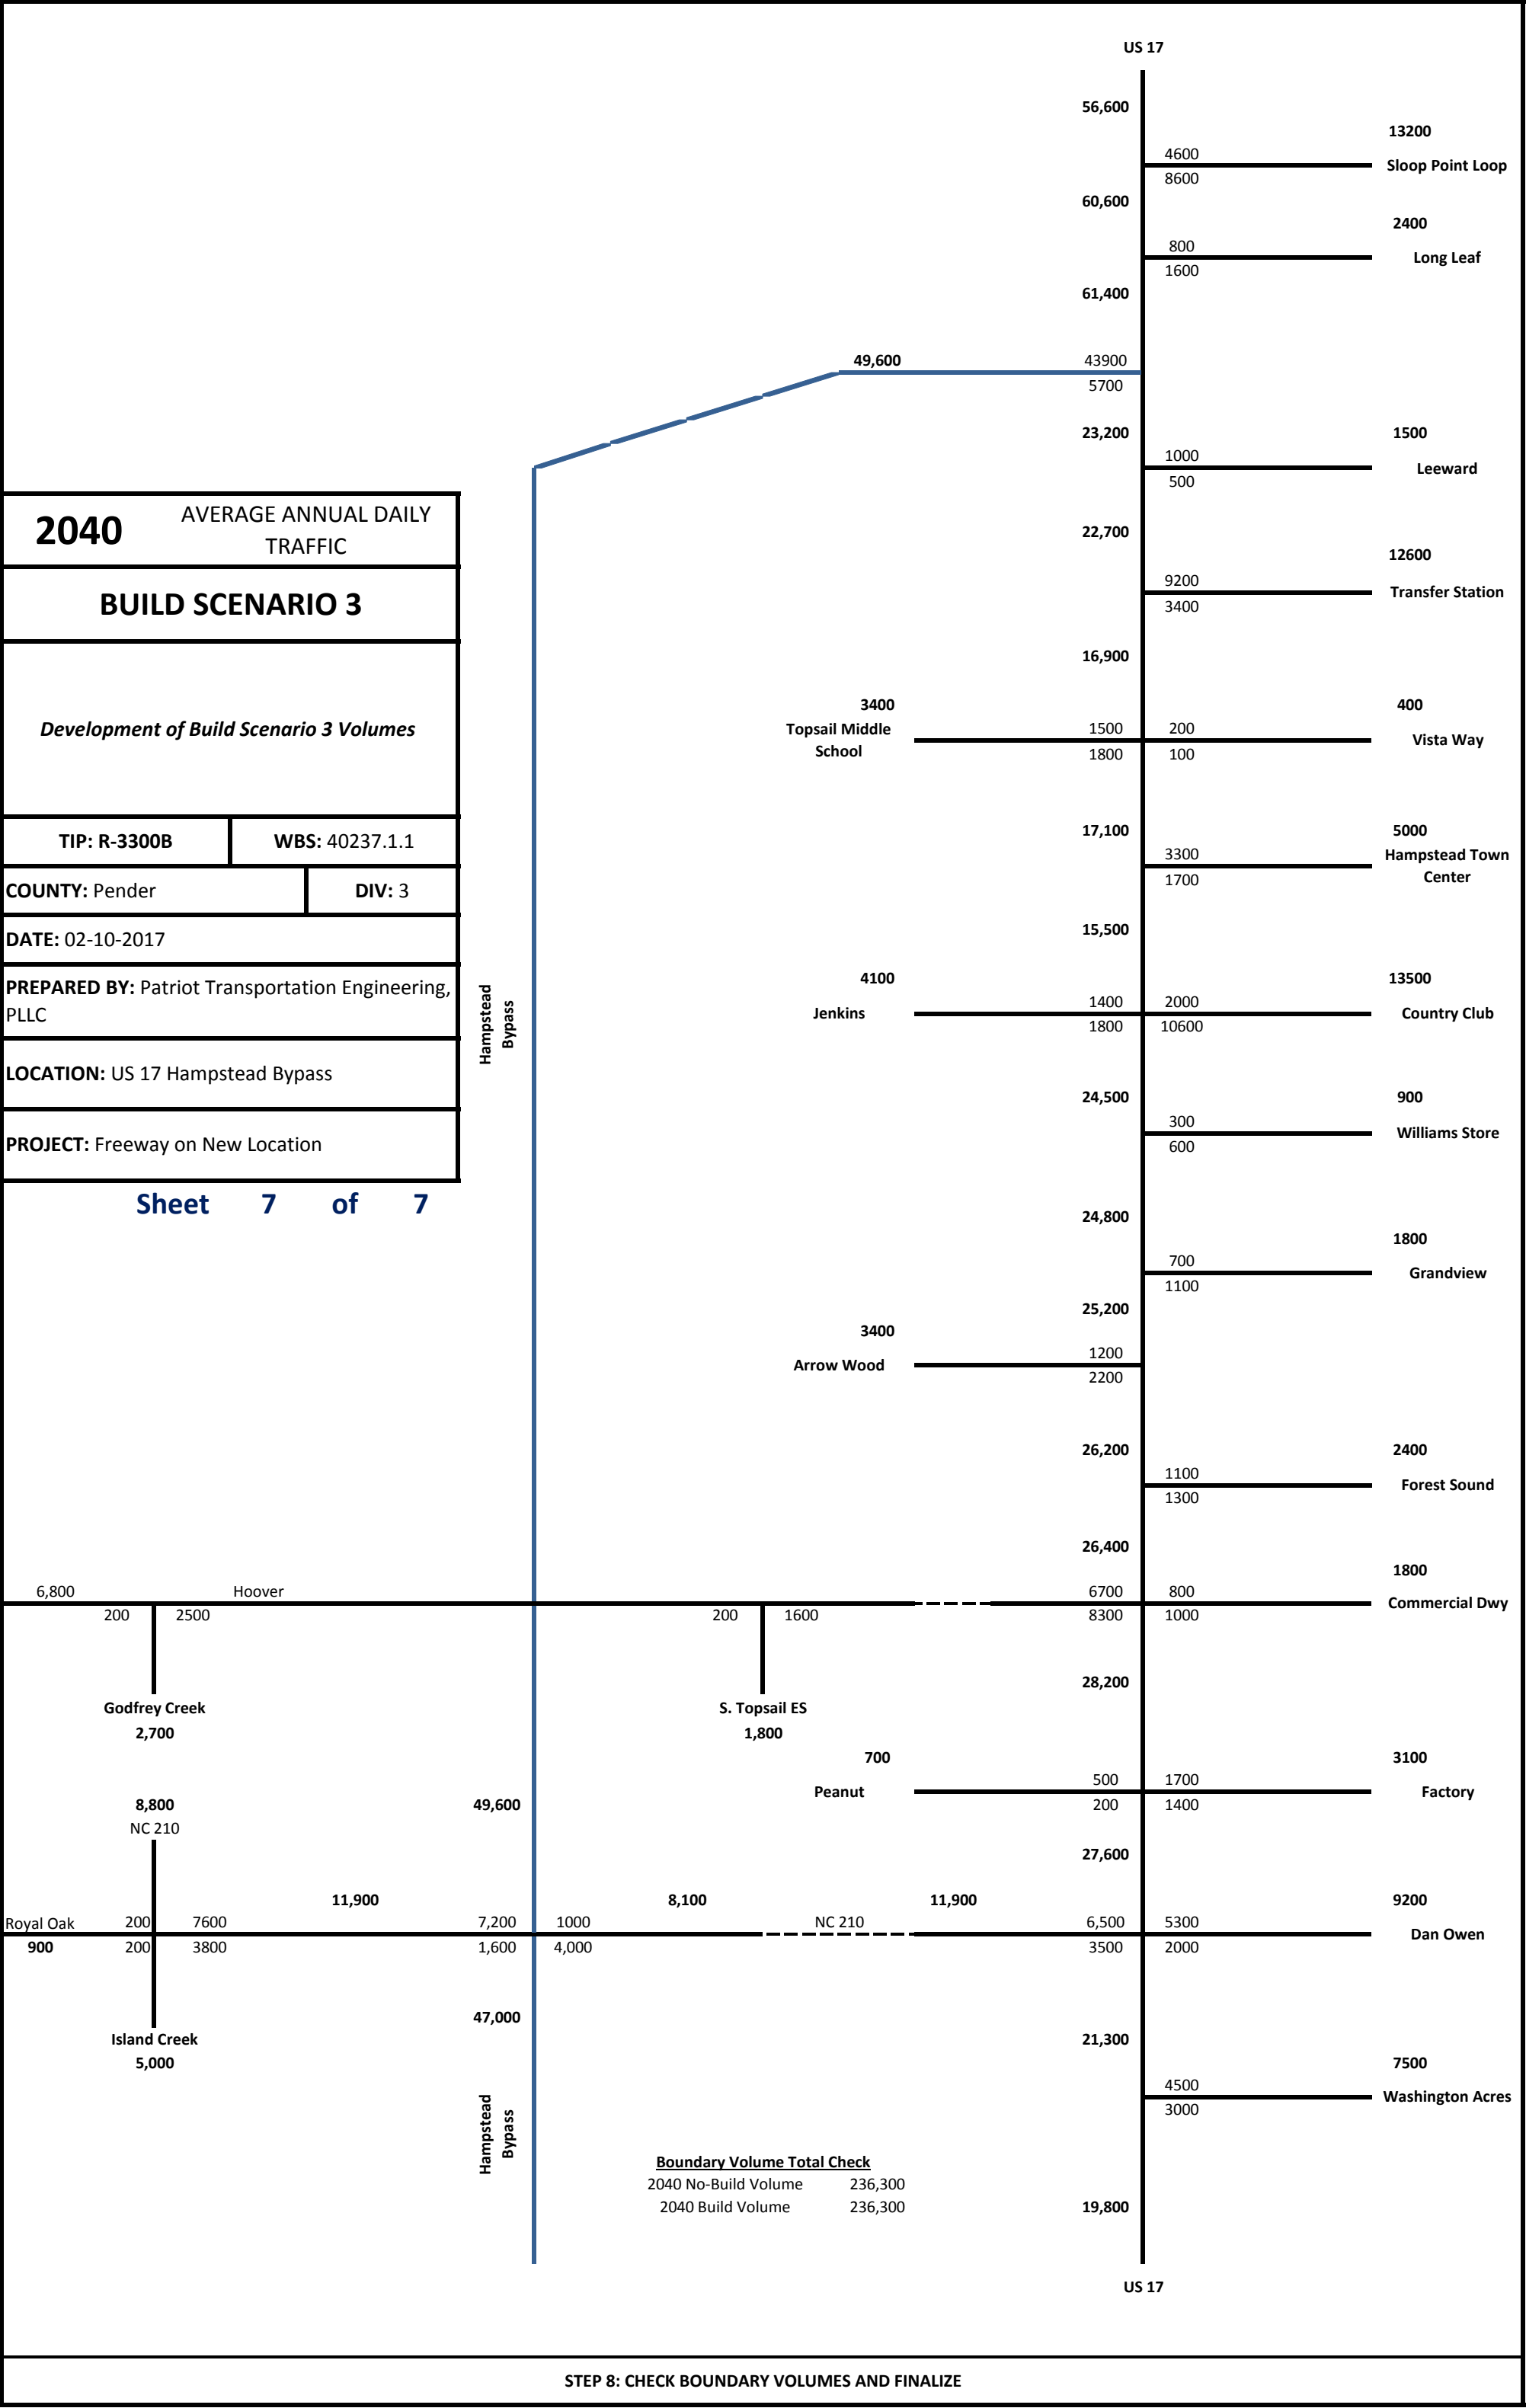 US 17
56,600
13200
4600
Sloop Point Loop
8600
60,600
2400
800
Long Leaf
1600
61,400
49,600
43900
5700
23,200
1500
1000
Leeward
500
2040
AVERAGE ANNUAL DAILY
TRAFFIC
22,700
12600
BUILD SCENARIO 3
9200
Transfer Station
3400
16,900
Development of Build Scenario 3 Volumes
3400
Topsail Middle
School
1500
200
1800
100
400
Vista Way
TIP: R-3300B
WBS: 40237.1.1
17,100
5000
3300
Hampstead Town
Center
1700
COUNTY: Pender
DIV: 3
DATE: 02-10-2017
15,500
PREPARED BY: Patriot Transportation Engineering,
PLLC
Hampstead
Bypass
4100
Jenkins
1400
2000
1800
10600
13500
Country Club
LOCATION: US 17 Hampstead Bypass
24,500
900
300
Williams Store
600
PROJECT: Freeway on New Location
Sheet 7 of 7
24,800
1800
700
Grandview
1100
25,200
3400
Arrow Wood
1200
2200
26,200
2400
1100
Forest Sound
1300
26,400
1800
6,800
Hoover
6700
800
Commercial Dwy
200
2500
200
1600
8300
1000
28,200
Godfrey Creek
2,700
S. Topsail ES
1,800
700
Peanut
500
1700
200
1400
3100
Factory
8,800
NC 210
49,600
27,600
11,900
8,100
11,900
9200
Royal Oak
200
7600
7,200
1000
NC 210
6,500
5300
Dan Owen
900
200
3800
1,600
4,000
3500
2000
47,000
Island Creek
5,000
21,300
7500
4500
Washington Acres
3000
Hampstead
Bypass
Boundary Volume Total Check
2040 No-Build Volume 236,300
2040 Build Volume 236,300
19,800
US 17
STEP 8: CHECK BOUNDARY VOLUMES AND FINALIZE